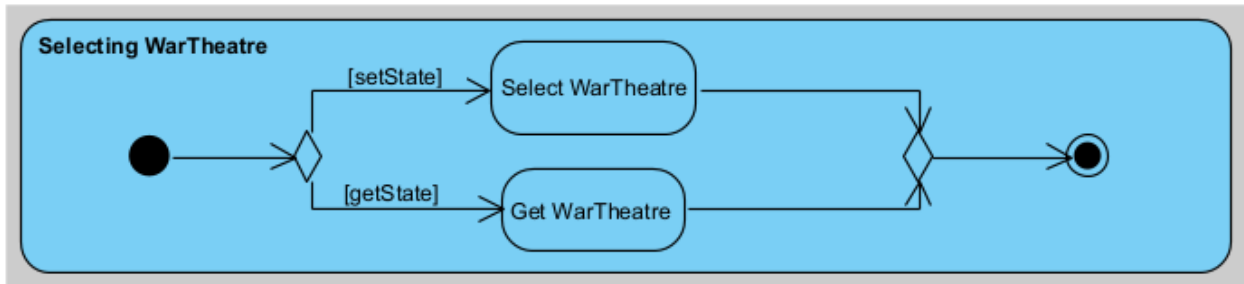 Selecting WarTheatre
[setState]
Select WarTheatre
[getState]
Get WarTheatre